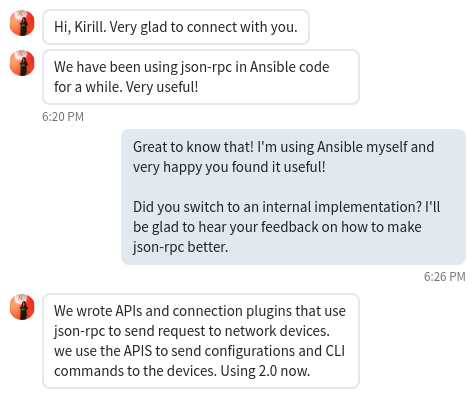 Hi, Kirill. Very glad to connect with you.
We have been using json-rpc in Ansible code
for a while. Very useful!
6:20 PM
Great to know that! I'm using Ansible myself and
very happy you found it useful!
Did you switch to an internal implementation? I'll
be glad to hear your feedback on how to make
json-rpc better.
6:26 PM
We wrote APIs and connection plugins that use
json-rpc to send request to network devices.
we use the APIS to send configurations and CLI
commands to the devices. Using 2.0 now.